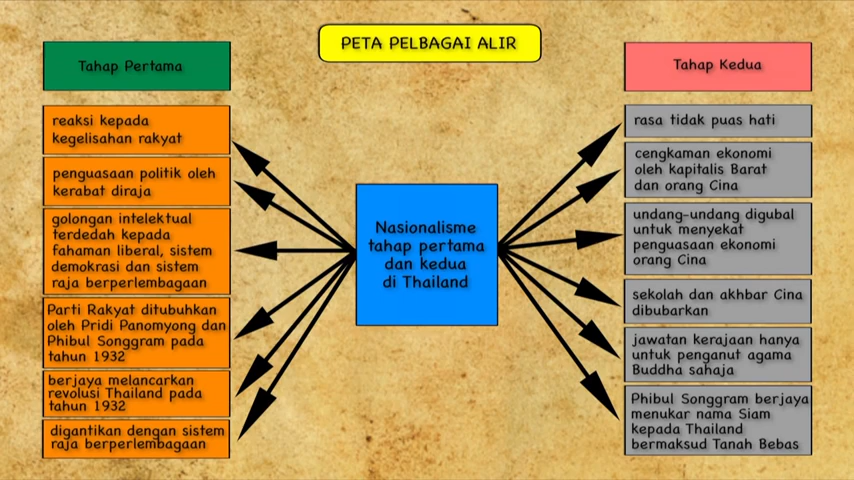 PETA PELBAGAI ALIR
Tahap Pertama
reaksi kepada
kegelisahan rakyat
penguasaan politik oleh
kerabat diraja
golongan intelektual
terdedah kepada
fahaman liberal, sistem
demokrasi dan sistem
raja berperlembagaan
Parti Rakyat ditubuhkan
oleh Pridi Panomyong dan
Phibul Songgram pada
tahun 1932
berjaya melancarkan
revolusi Thailand pada
tahun 1932
digantikan dengan sistem
raja berperlembagaan
Nasionalisme
tahap pertama
dan kedua
di Thailand
Tahap Kedua
rasa tidak puas hati
cengkaman ekonomi
oleh kapitalis Barat
dan orang Cina
undang-undang digubal
untuk menyekat
penguasaan ekonomi
orang Cina
sekolah dan akhbar Cina
dibubarkan
jawatan kerajaan hanya
untuk penganut agama
Buddha sahaja
Phibul Songgram berjaya
menukar nama Siam
kepada Thailand
bermaksud Tanah Bebas